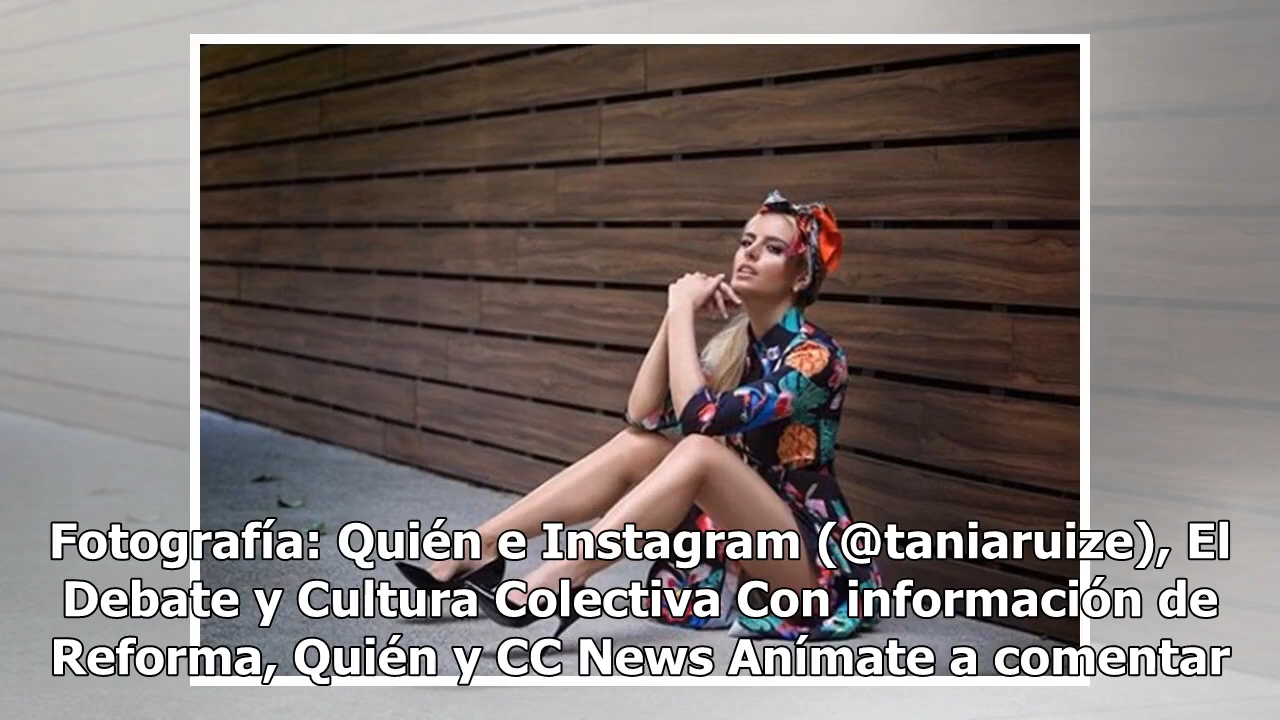 Fotografía: Quién e Instagram (@taniaruize), El
Debate y Cultura Colectiva Con información de
Reforma, Quién y CC News Anímate a comentar